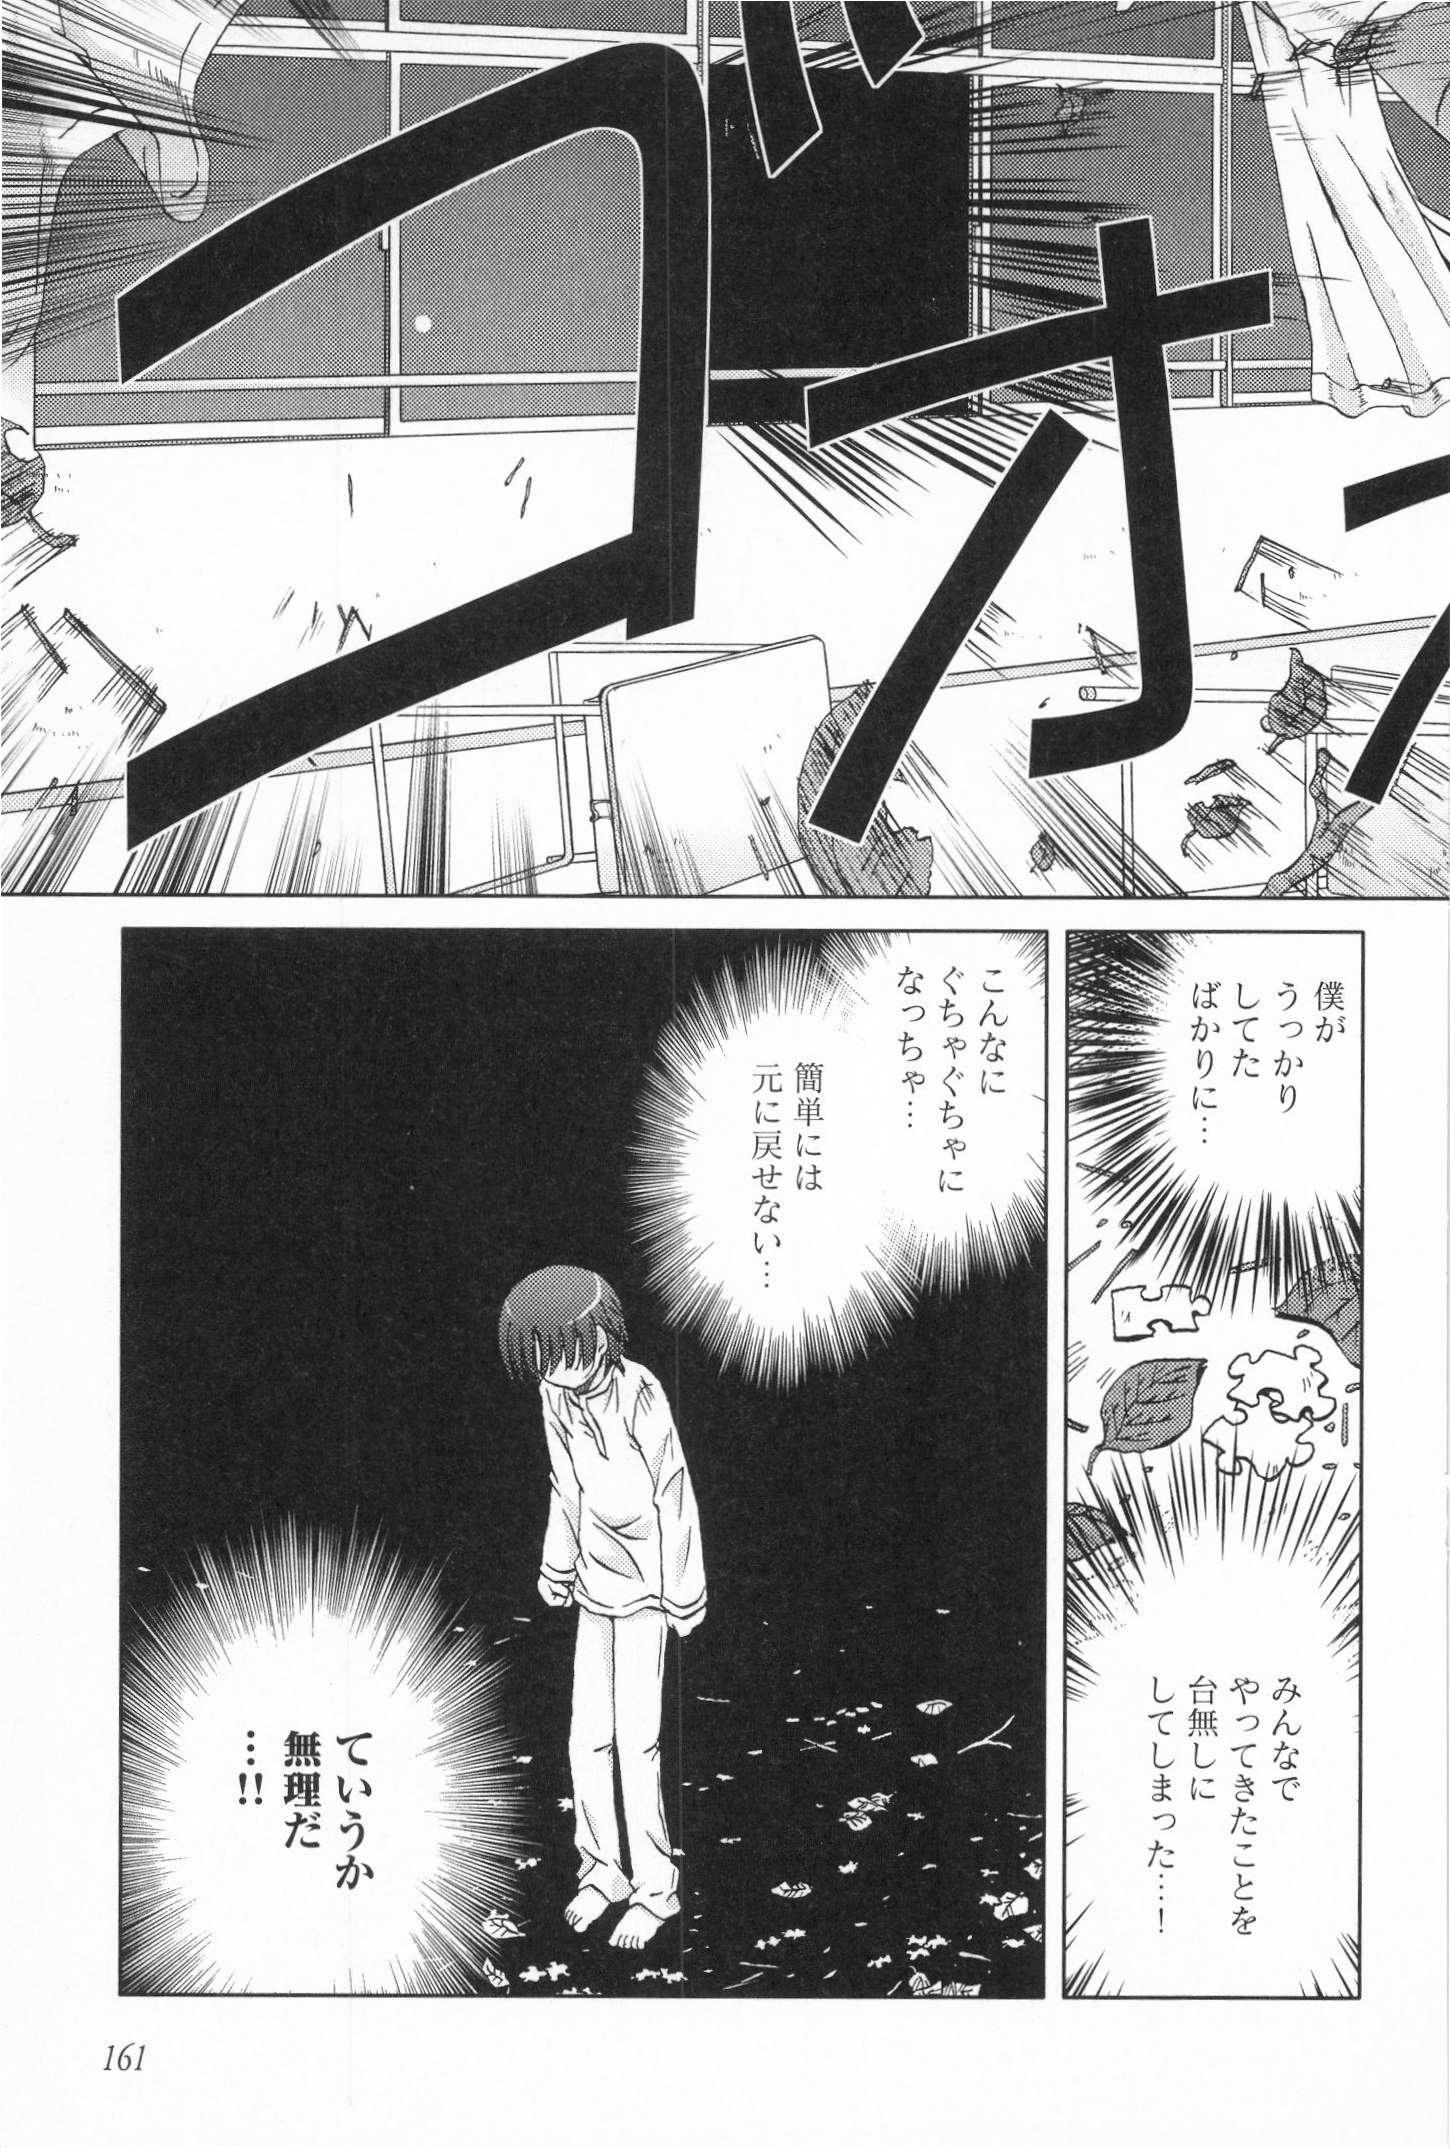 ゴオ
僕が
うっかり
してた
ばかりに…
みんなで
やってきたことを
台無しに
してしまった…！
こんなに
ぐちゃぐちゃに
なっちゃ…
簡単には
元に戻せない…
ていうか
無理だ
…!!
161